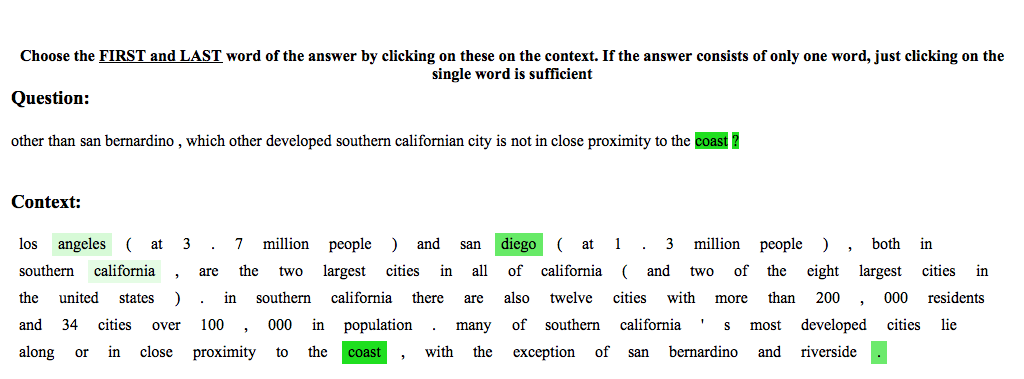 Choose the FIRST and LAST word of the answer by clicking on these on the context. If the answer consists of only one word, just clicking on the
single word is sufficient
Question:
other than san bernardino , which other developed southern californian city is not in close proximity to the coast ?
Context:
los angeles ( at 3 . 7 million people ) and san diego ( at 1 . 3 million people ) , both in
southern california , are the two largest cities in all of california ( and two of the eight largest cities in
the united states ) . in southern california there are also twelve cities with more than 200 , 000 residents
and 34 cities over 100 , 000 in population . many of southern california ' s most developed cities lie
along or in close proximity to the coast , with the exception of san bernardino and riverside .